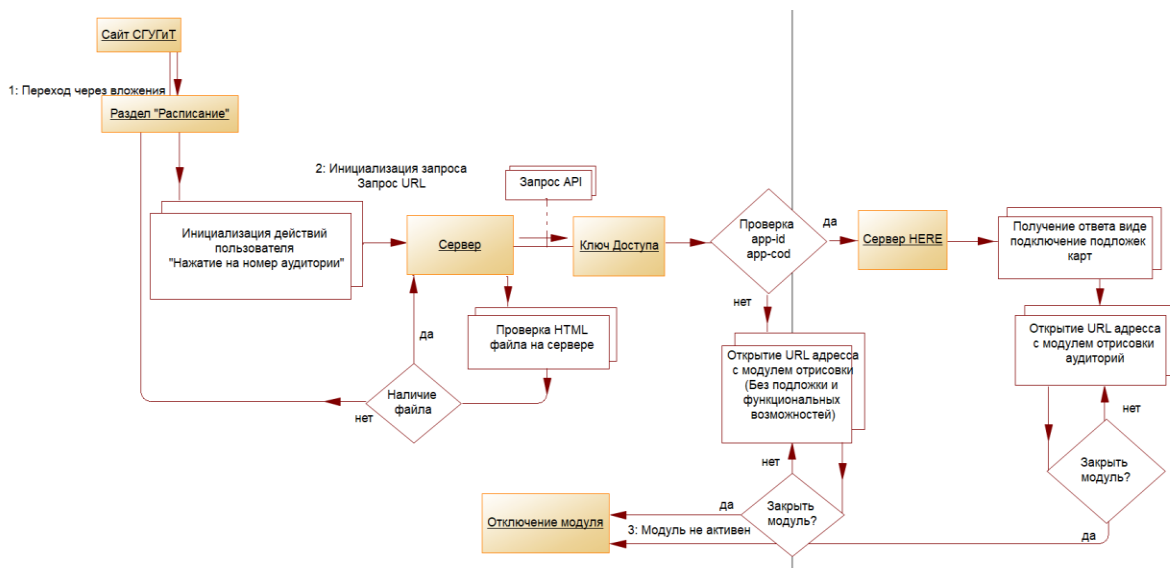 Сайт СГУГиТ
1: Переход через вложения
Раздел "Расписание"
2: Инициализация запроса
Запрос URL
Запрос API
Инициализация действий
пользователя
"Нажатие на номер аудитории"
Сервер
Ключ Доступа
Проверка
app-id
app-cod
да
Сервер HERE
Получение ответа виде
подключение подложек
карт
нет
да
Проверка HTML
файла на сервере
Открытие URL адреса
с модулем отрисовки
(Без подложки и
функциональных
возможностей)
Открытие URL адреса
с модулем отрисовки
аудиторий
Наличие
файла
нет
нет
нет
Закрыть
модуль?
да
Закрыть
модуль?
Отключение модуля
3: Модуль не активен
да